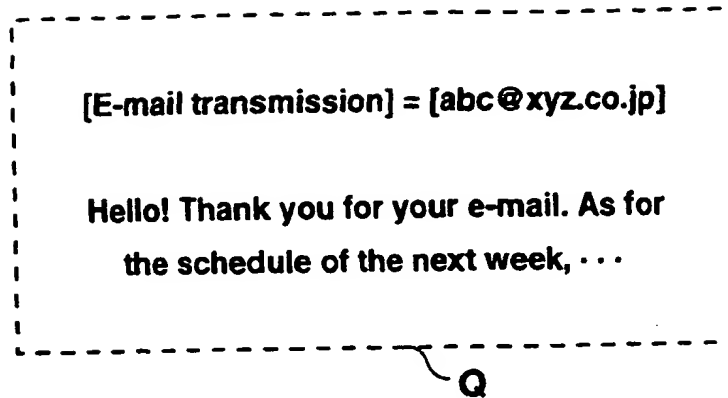 [E-mail transmission] = [abc@xyz.co.jp]
Hello! Thank you for your e-mail. As for
the schedule of the next week, · · ·
Q